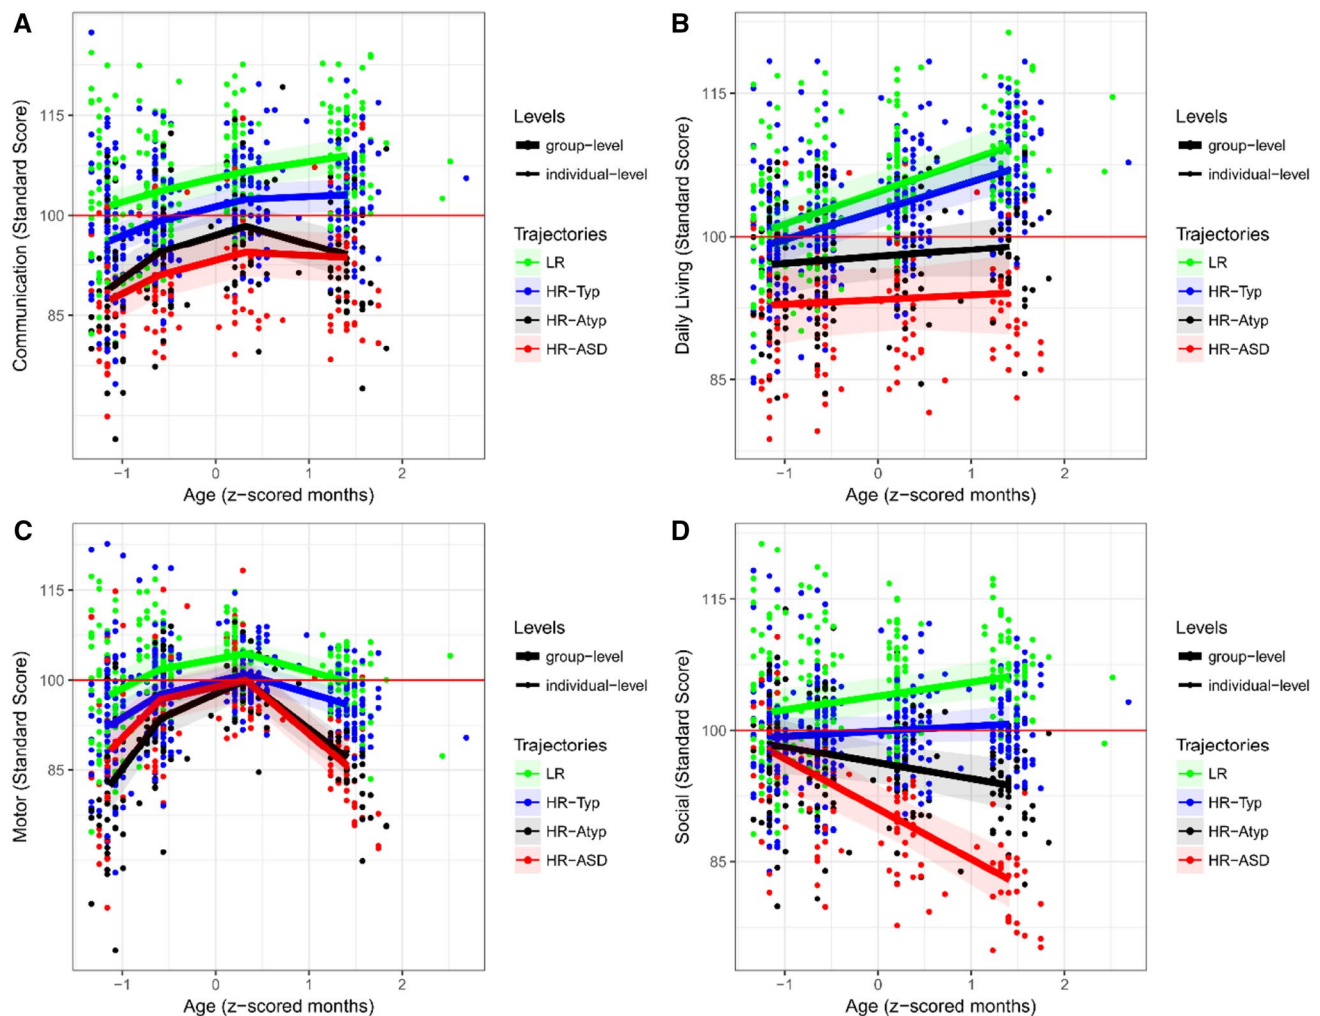 A
Communication (Standard Score)
115
100
85
−1 0 1 2
Age (z−scored months)
Levels
group−level
individual−level
Trajectories
LR
HR−Typ
HR−Atyp
HR−ASD
B
Daily Living (Standard Score)
115
100
85
−1 0 1 2
Age (z−scored months)
Levels
group−level
individual−level
Trajectories
LR
HR−Typ
HR−Atyp
HR−ASD
C
Motor (Standard Score)
115
100
85
−1 0 1 2
Age (z−scored months)
Levels
group−level
individual−level
Trajectories
LR
HR−Typ
HR−Atyp
HR−ASD
D
Social (Standard Score)
115
100
85
−1 0 1 2
Age (z−scored months)
Levels
group−level
individual−level
Trajectories
LR
HR−Typ
HR−Atyp
HR−ASD